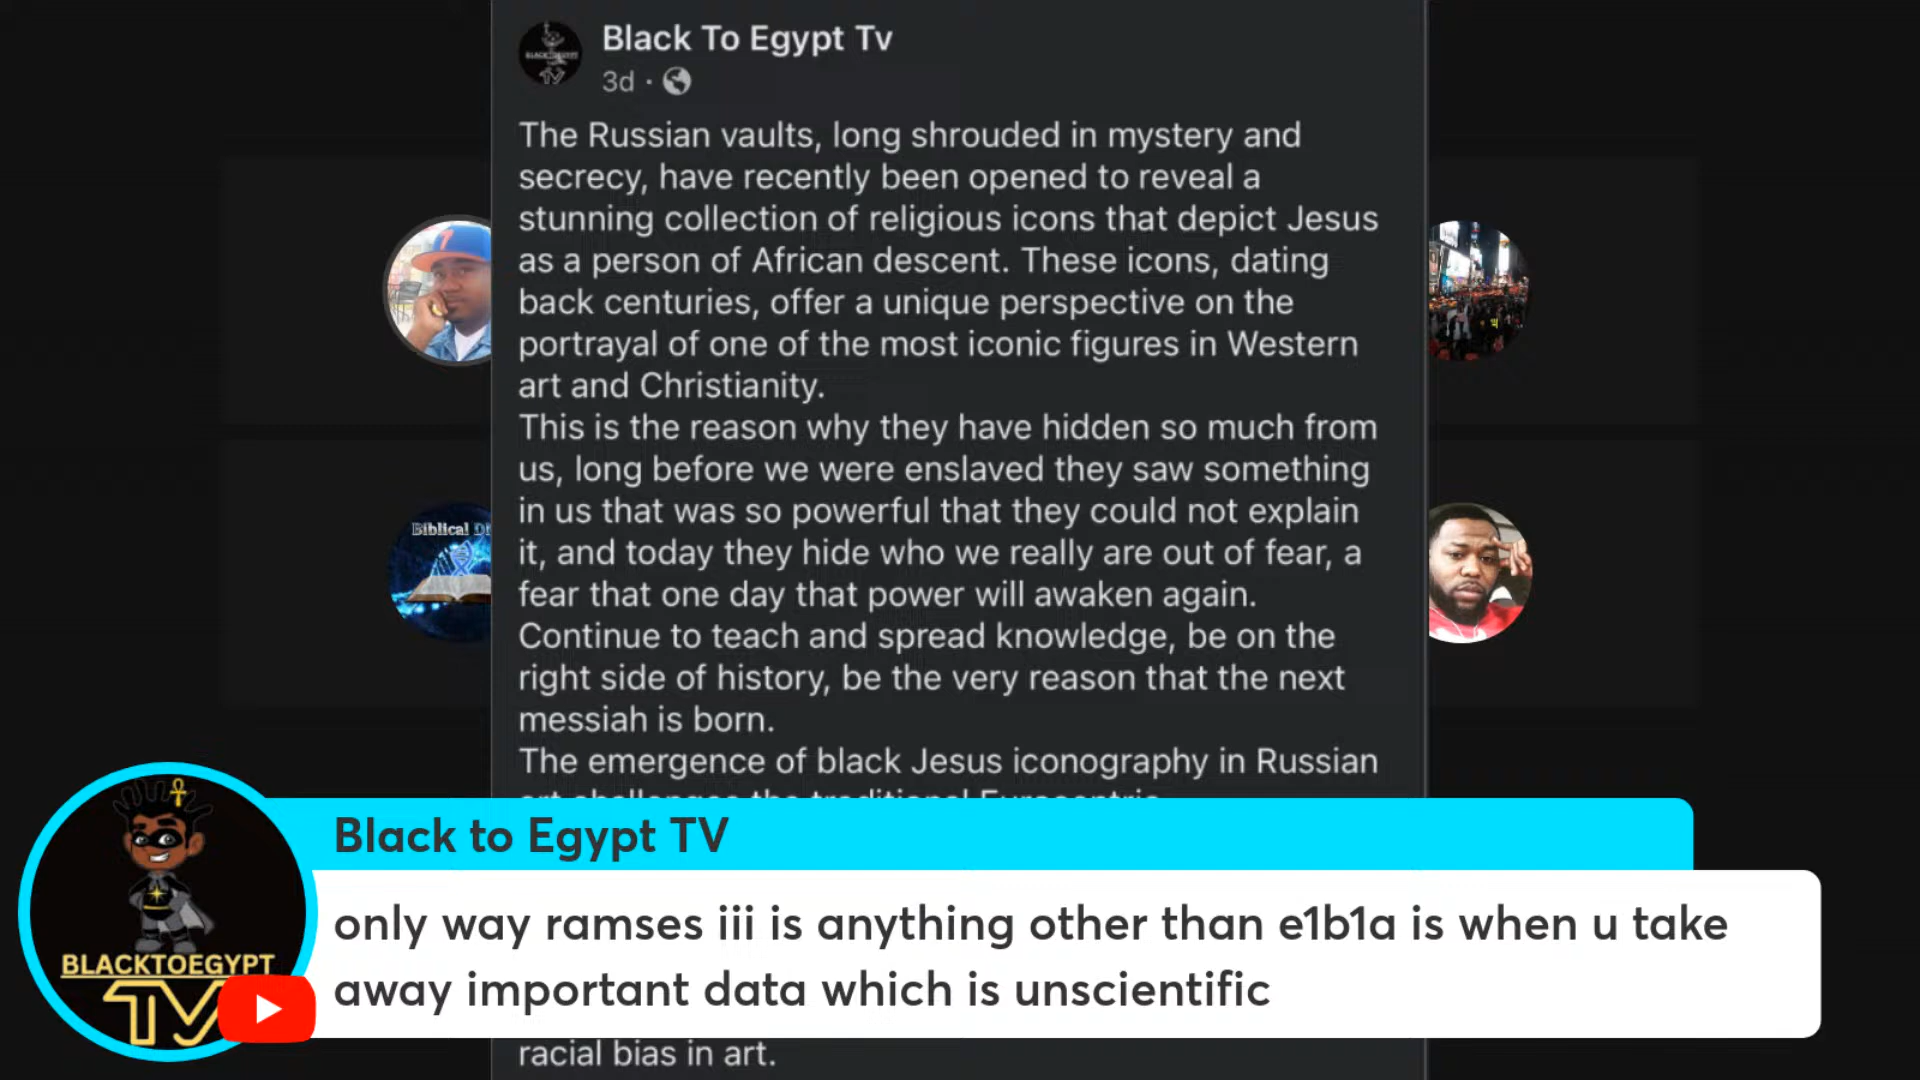 Black To Egypt Tv
3d ·
The Russian vaults, long shrouded in mystery and
secrecy, have recently been opened to reveal a
stunning collection of religious icons that depict Jesus
as a person of African descent. These icons, dating
back centuries, offer a unique perspective on the
portrayal of one of the most iconic figures in Western
art and Christianity.
This is the reason why they have hidden so much from
us, long before we were enslaved they saw something
in us that was so powerful that they could not explain
it, and today they hide who we really are out of fear, a
fear that one day that power will awaken again.
Continue to teach and spread knowledge, be on the
right side of history, be the very reason that the next
messiah is born.
The emergence of black Jesus iconography in Russian
art challenges the traditional Eurocentric
racial bias in art.
Biblical
Black to Egypt TV
only way ramses iii is anything other than e1b1a is when u take
away important data which is unscientific
BLACKTOEGYPT
TV